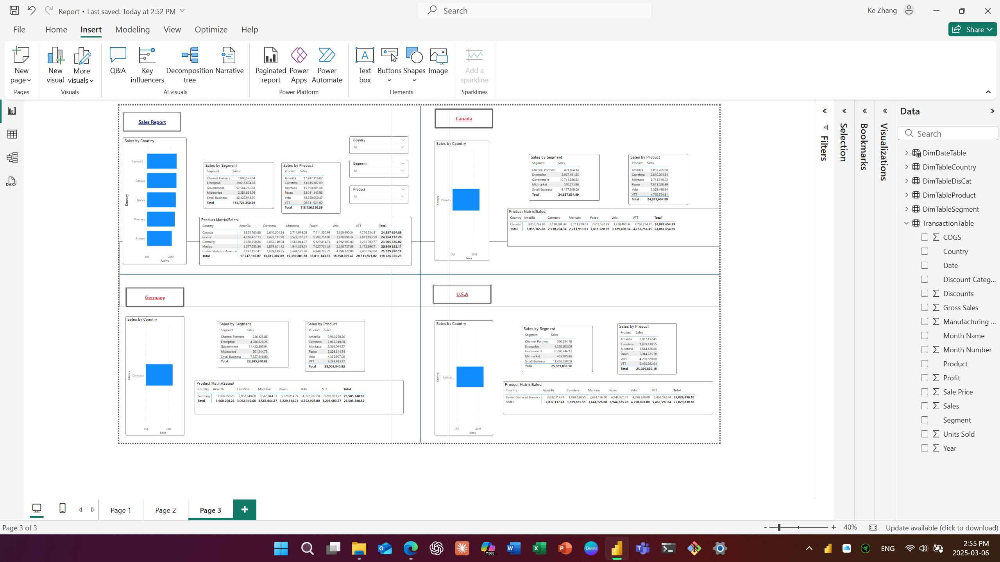 Report • Last saved: Today at 2:52 PM
Search
Ke Zhang
File Home Insert Modeling View Optimize Help
Share
New page
New visual
More visuals
Q&A
Key influencers
Decomposition tree
Narrative
Paginated report
Power Apps
Power Automate
Text box
Buttons
Shapes
Image
Add a sparkline
Pages Visuals AI visuals Power Platform Elements Sparklines
Sales Report
Sales by Country
Country
United S...
Canada
France
Germany
Mexico
0M 20M
Sales
Sales by Segment
Segment Sales
Channel Partners 1,800,593.64
Enterprise 19,611,694.38
Government 52,504,260.68
Midmarket 2,381,883.09
Small Business 42,427,918.50
Total 118,726,350.29
Sales by Product
Product Sales
Amarilla 17,747,116.07
Carretera 13,815,307.89
Montana 15,390,801.88
Paseo 33,011,143.96
Velo 18,250,059.47
VTT 20,511,921.02
Total 118,726,350.29
Country
All
Segment
All
Product
All
Product Matrix(Sales)
Country Amarilla Carretera Montana Paseo Velo VTT Total
Canada 3,855,765.88 2,610,204.34 2,711,919.03 7,611,520.99 3,329,490.34 4,768,754.31 24,887,654.89
France 4,016,427.13 3,423,321.90 3,527,382.37 5,597,751.06 3,978,096.24 3,811,193.59 24,354,172.29
Germany 3,960,250.26 3,062,340.68 3,566,044.37 5,229,814.74 4,392,907.00 3,293,983.77 23,505,340.82
Mexico 3,077,555.39 2,879,601.42 1,941,329.31 7,627,731.39 2,250,737.89 3,172,396.71 20,949,352.11
United States of America 2,837,117.41 1,839,839.55 3,644,126.80 6,944,325.78 4,298,828.00 5,465,592.64 25,029,830.18
Total 17,747,116.07 13,815,307.89 15,390,801.88 33,011,143.96 18,250,059.47 20,511,921.02 118,726,350.29
Canada
Sales by Country
Country
Canada
0M 20M
Sales
Sales by Segment
Segment Sales
Channel Partners 491,164.14
Enterprise 3,967,491.25
Government 10,741,236.52
Midmarket 510,213.98
Small Business 9,177,549.00
Total 24,887,654.89
Sales by Product
Product Sales
Amarilla 3,855,765.88
Carretera 2,610,204.34
Montana 2,711,919.03
Paseo 7,611,520.99
Velo 3,329,490.34
VTT 4,768,754.31
Total 24,887,654.89
Product Matrix(Sales)
Country Amarilla Carretera Montana Paseo Velo VTT Total
Canada 3,855,765.88 2,610,204.34 2,711,919.03 7,611,520.99 3,329,490.34 4,768,754.31 24,887,654.89
Total 3,855,765.88 2,610,204.34 2,711,919.03 7,611,520.99 3,329,490.34 4,768,754.31 24,887,654.89
Germany
Sales by Country
Country
Germany
0M 20M
Sales
Sales by Segment
Segment Sales
Channel Partners 336,425.88
Enterprise 4,086,826.25
Government 11,452,895.94
Midmarket 301,344.75
Small Business 7,327,848.00
Total 23,505,340.82
Sales by Product
Product Sales
Amarilla 3,960,250.26
Carretera 3,062,340.68
Montana 3,566,044.37
Paseo 5,229,814.74
Velo 4,392,907.00
VTT 3,293,983.77
Total 23,505,340.82
Product Matrix(Sales)
Country Amarilla Carretera Montana Paseo Velo VTT Total
Germany 3,960,250.26 3,062,340.68 3,566,044.37 5,229,814.74 4,392,907.00 3,293,983.77 23,505,340.82
Total 3,960,250.26 3,062,340.68 3,566,044.37 5,229,814.74 4,392,907.00 3,293,983.77 23,505,340.82
U.S.A
Sales by Country
Country
United ...
0M 20M
Sales
Sales by Segment
Segment Sales
Channel Partners 366,534.18
Enterprise 4,350,605.00
Government 8,390,746.12
Midmarket 465,385.88
Small Business 11,456,559.00
Total 25,029,830.18
Sales by Product
Product Sales
Amarilla 2,837,117.41
Carretera 1,839,839.55
Montana 3,644,126.80
Paseo 6,944,325.78
Velo 4,298,828.00
VTT 5,465,592.64
Total 25,029,830.18
Product Matrix(Sales)
Country Amarilla Carretera Montana Paseo Velo VTT Total
United States of America 2,837,117.41 1,839,839.55 3,644,126.80 6,944,325.78 4,298,828.00 5,465,592.64 25,029,830.18
Total 2,837,117.41 1,839,839.55 3,644,126.80 6,944,325.78 4,298,828.00 5,465,592.64 25,029,830.18
Filters
Selection
Bookmarks
Visualizations
Data
Search
DimDateTable
DimTableCountry
DimTableDisCat
DimTableProduct
DimTableSegment
TransactionTable
∑ COGS
Country
Date
Discount Categ...
∑ Discounts
∑ Gross Sales
∑ Manufacturing ...
Month Name
∑ Month Number
Product
∑ Profit
∑ Sale Price
∑ Sales
Segment
∑ Units Sold
∑ Year
DAX
Page 1 Page 2 Page 3 +
Page 3 of 3
- + 40%
Update available (click to download)
M365
Canva
ENG
2:55 PM
2025-03-06